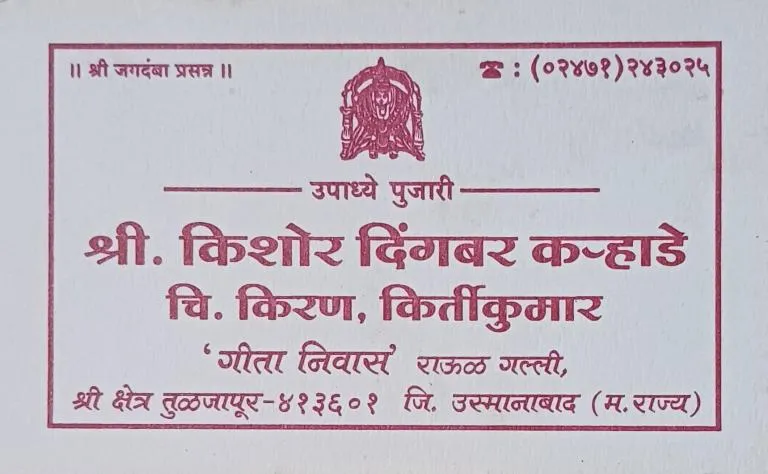 ॥ श्री जगदंबा प्रसन्न ॥
☎ : (०२४७१)२४३०२५
उपाध्ये पुजारी
श्री. किशोर दिंगबर कऱ्हाडे
चि. किरण, किर्तीकुमार
'गीता निवास' राऊळ गल्ली,
श्री क्षेत्र तुळजापूर-४१३६०१ जि. उस्मानाबाद (म.राज्य)